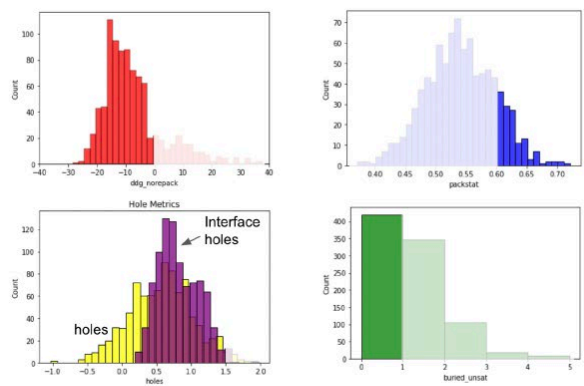 100
80
60
40
20
0
Count
−40 −30 −20 −10 0 10 20 30 40
ddg_norepack
70
60
50
40
30
20
10
0
Count
0.40 0.45 0.50 0.55 0.60 0.65 0.70
packstat
Hole Metrics
120
100
80
60
40
20
0
Count
Interface
holes
holes
−1.0 −0.5 0.0 0.5 1.0 1.5 2.0
holes
400
350
300
250
200
150
100
50
0
Count
0 1 2 3 4 5
buried_unsat